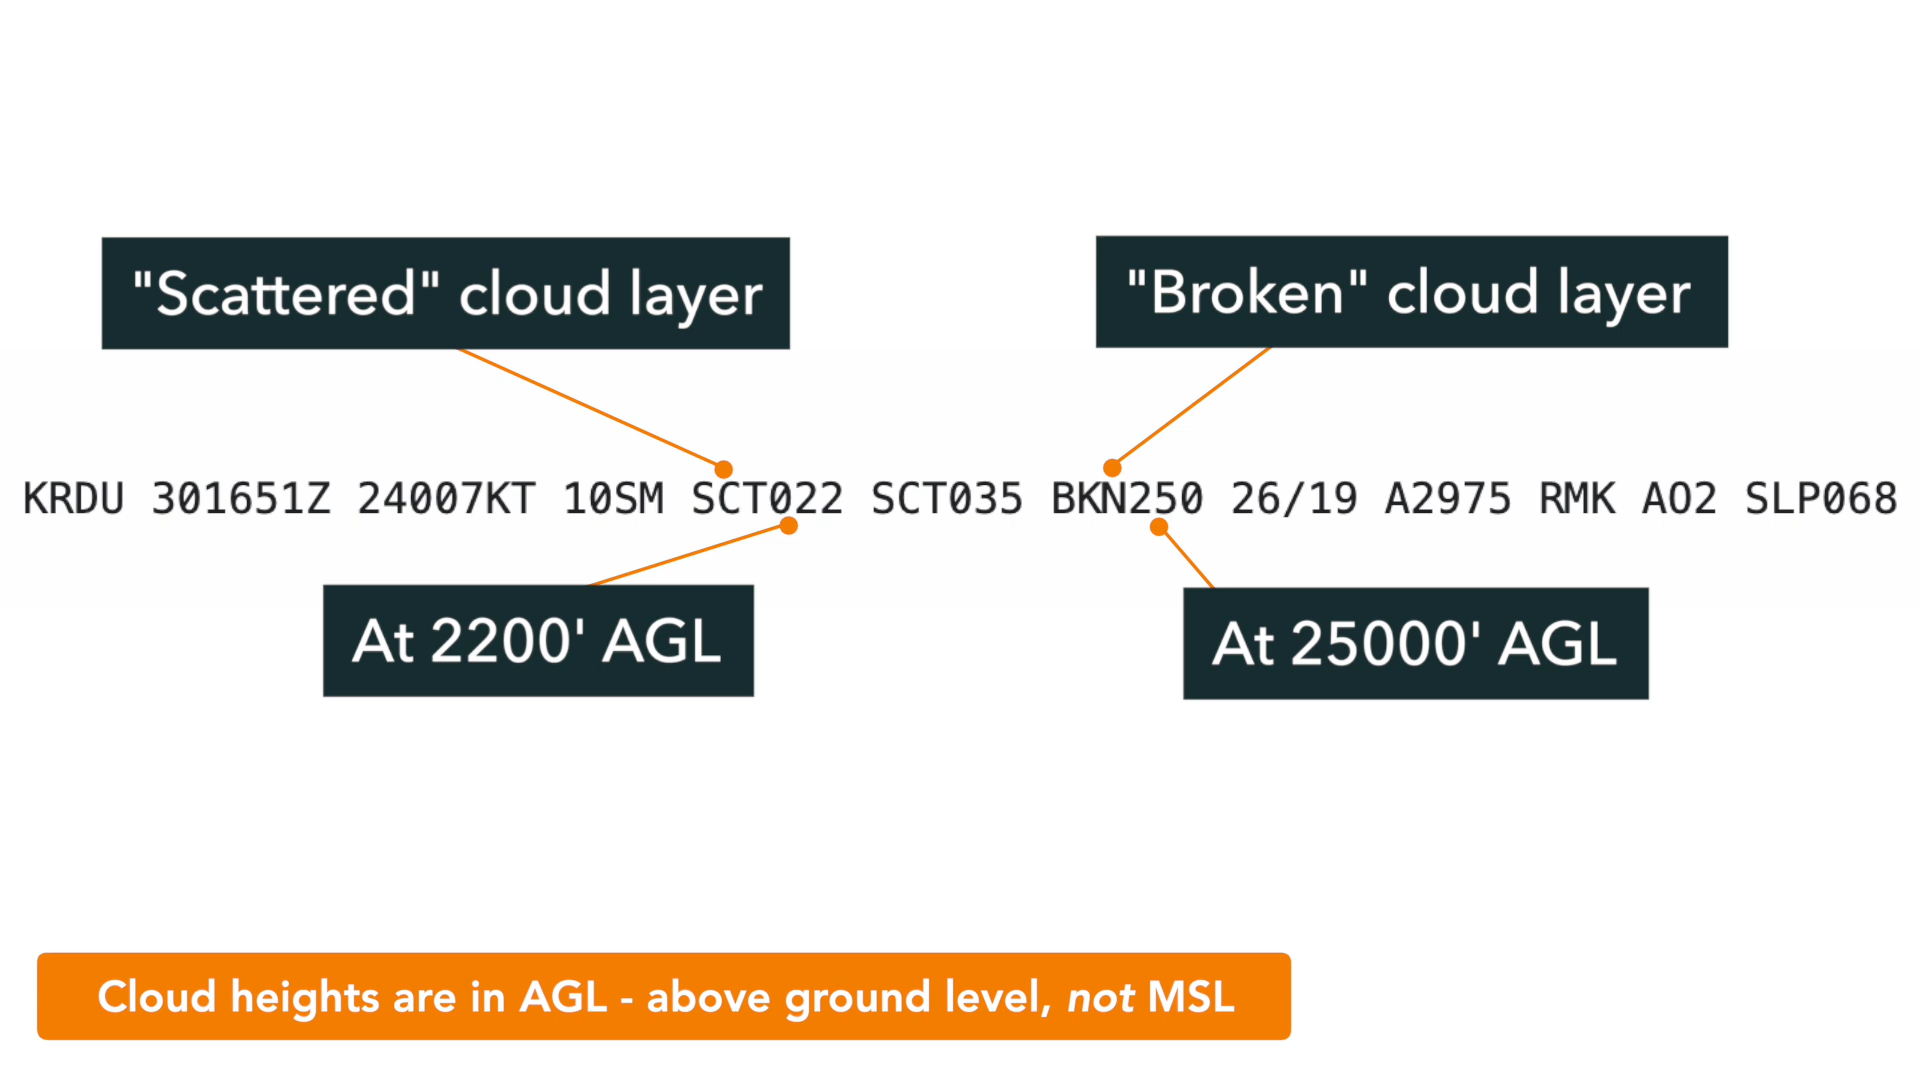 "Scattered" cloud layer
"Broken" cloud layer
KRDU 301651Z 24007KT 10SM SCT022 SCT035 BKN250 26/19 A2975 RMK AO2 SLP068
At 2200' AGL
At 25000' AGL
Cloud heights are in AGL - above ground level, not MSL